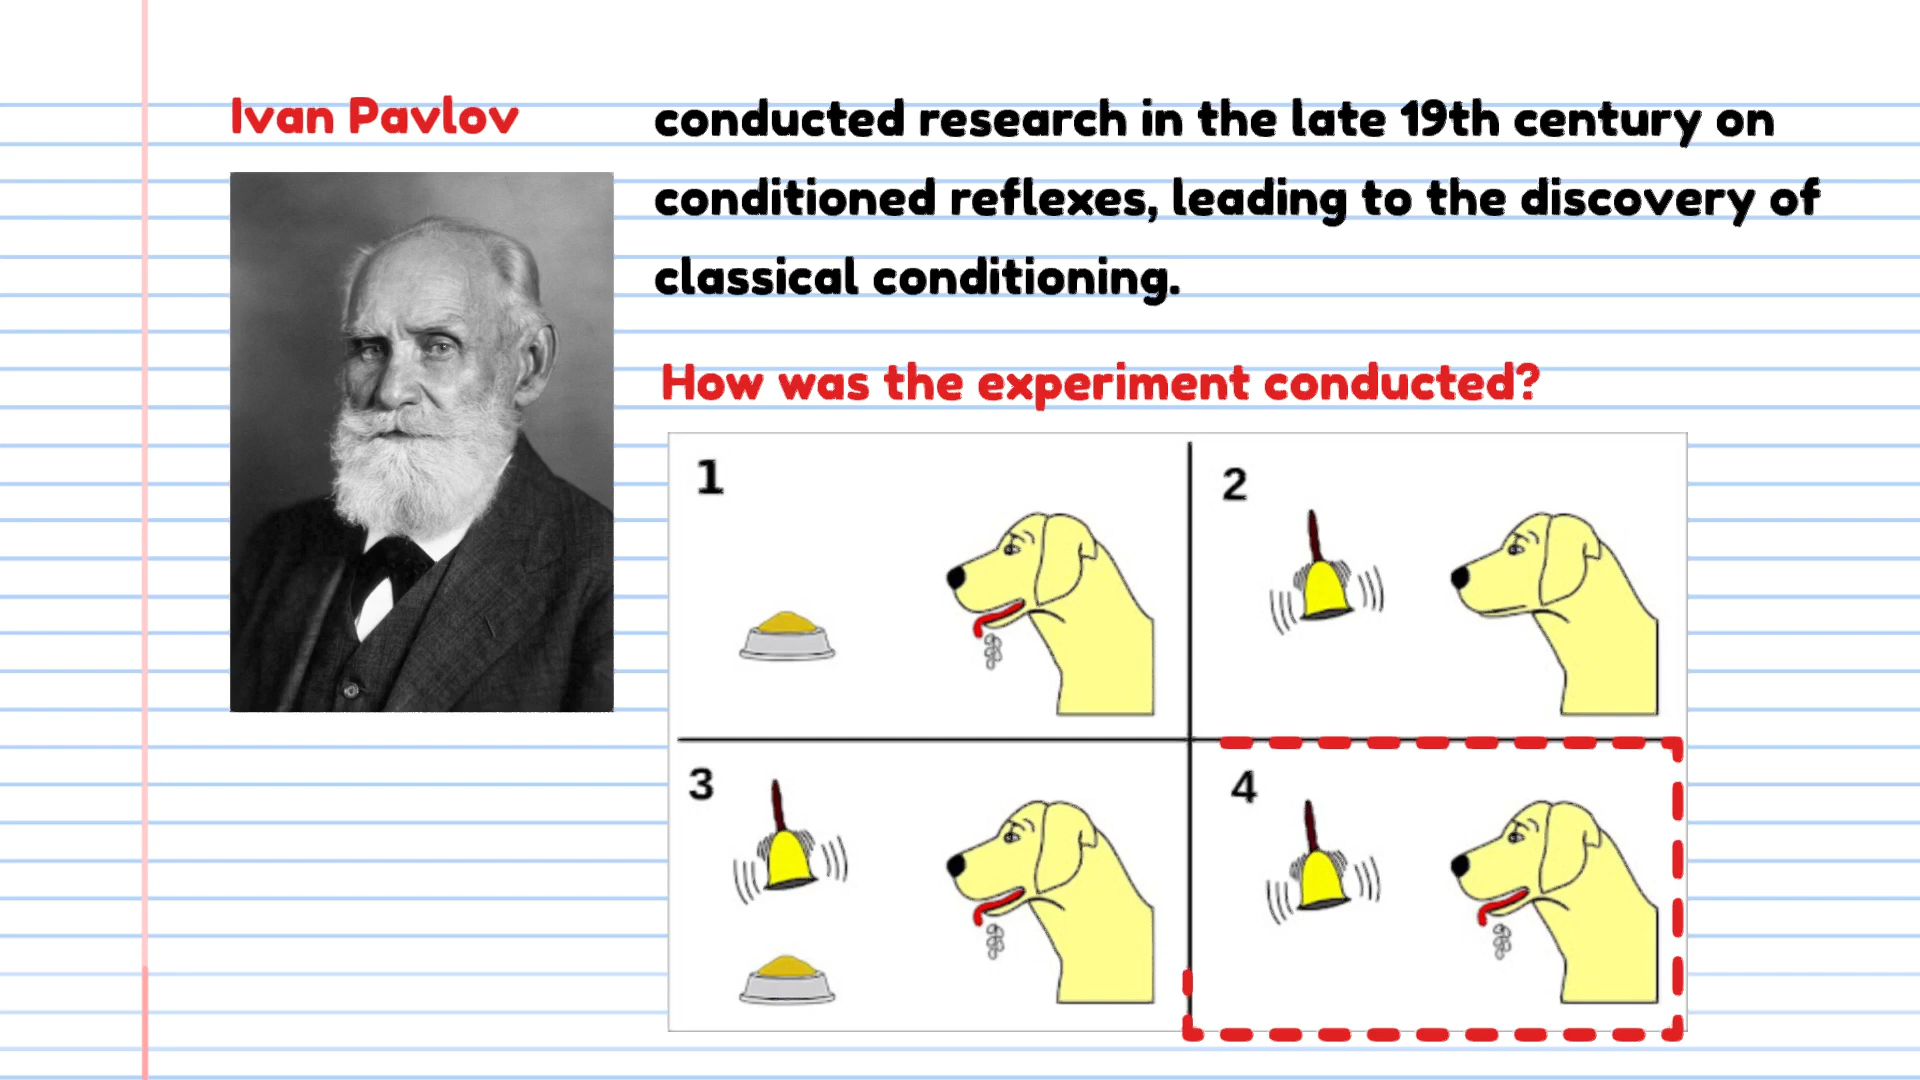 Ivan Pavlov
conducted research in the late 19th century on
conditioned reflexes, leading to the discovery of
classical conditioning.
How was the experiment conducted?
1
2
3
4